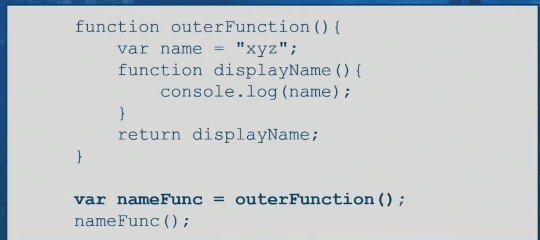 function outerFunction(){
    var name = "xyz";
    function displayName(){
        console.log(name);
    }
    return displayName;
}

var nameFunc = outerFunction();
nameFunc();